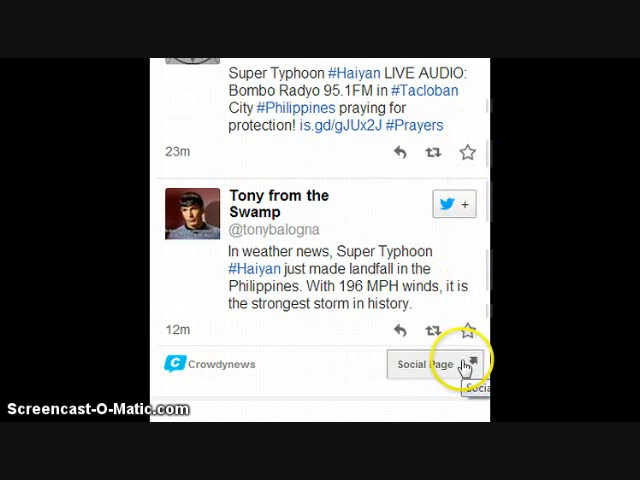 Super Typhoon #Haiyan LIVE AUDIO:
Bombo Radyo 95.1FM in #Tacloban
City #Philippines praying for
protection! is.gd/gJUx2J #Prayers
23m
Tony from the
Swamp
+
@tonybalogna
In weather news, Super Typhoon
#Haiyan just made landfall in the
Philippines. With 196 MPH winds, it is
the strongest storm in history.
12m
Crowdynews
Social Page
Socia
Screencast-O-Matic.com